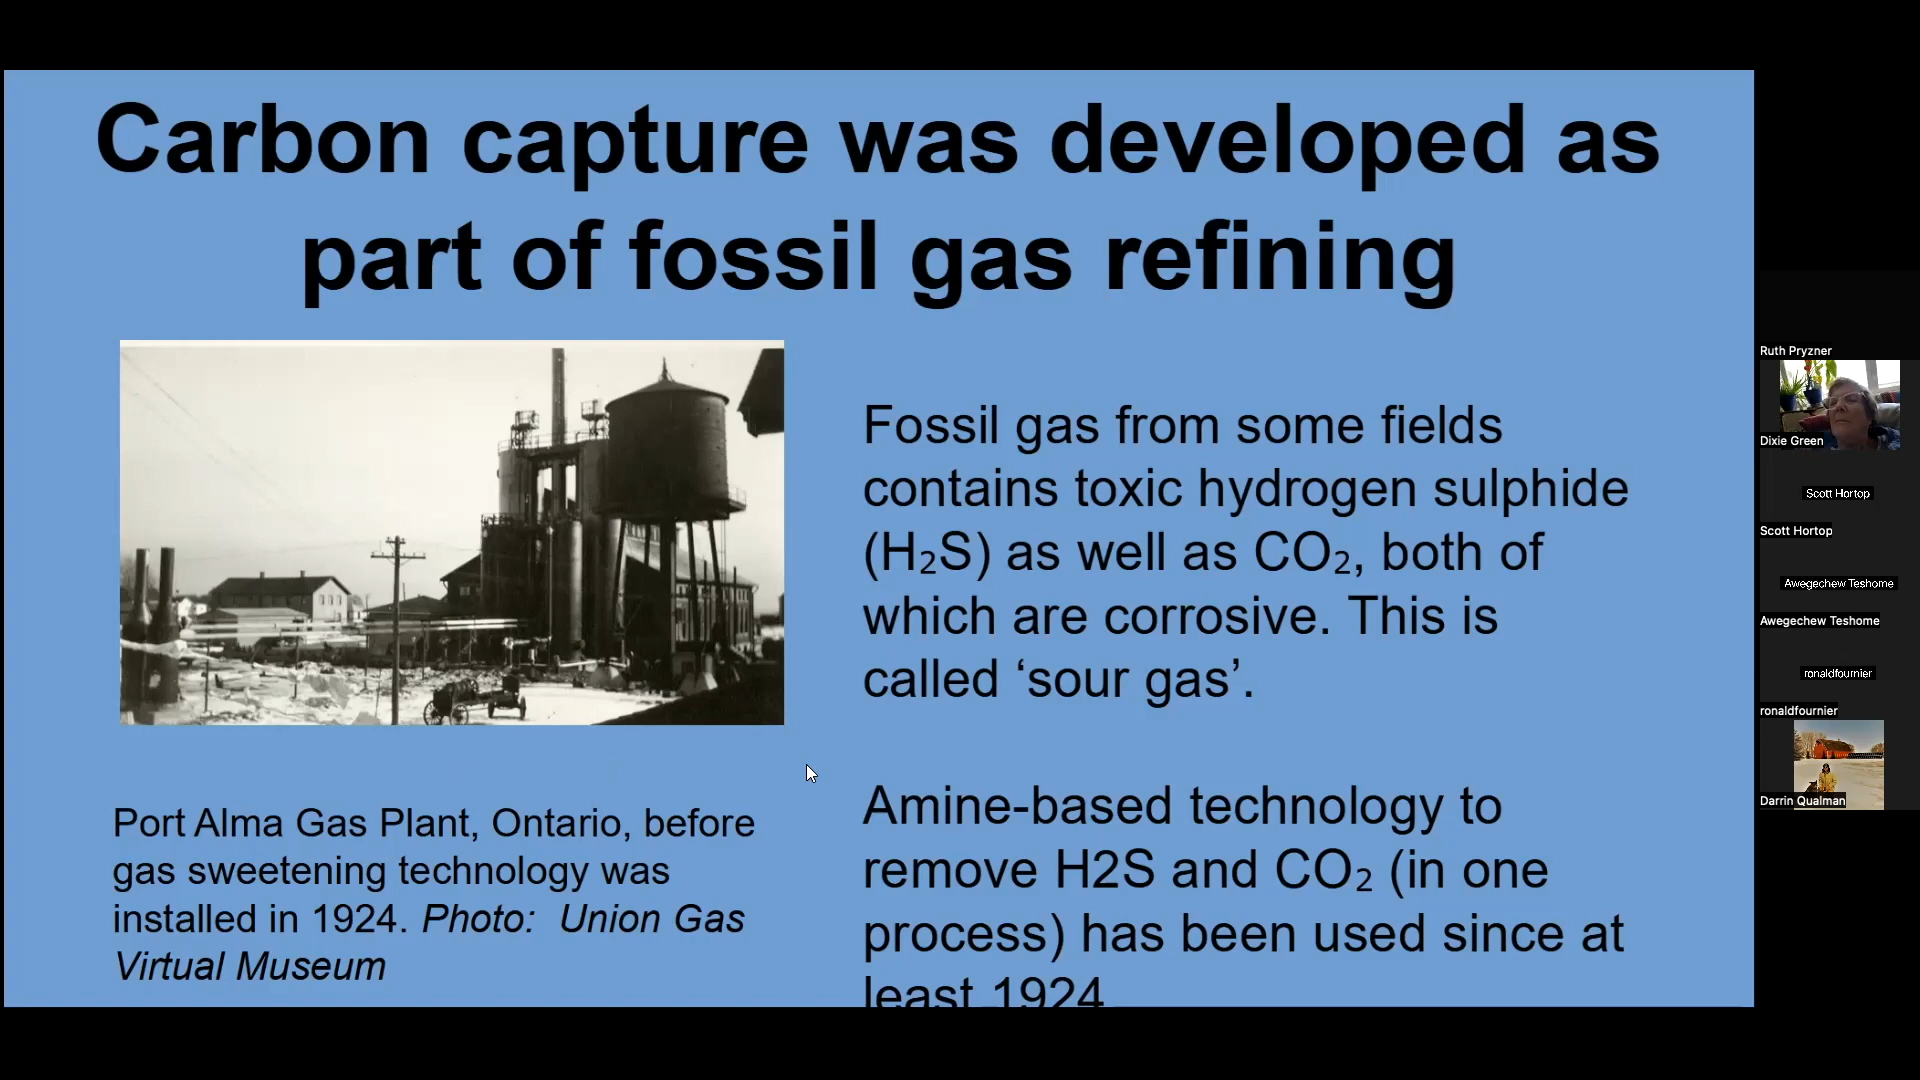 Carbon capture was developed as
part of fossil gas refining
Fossil gas from some fields
contains toxic hydrogen sulphide
(H₂S) as well as CO₂, both of
which are corrosive. This is
called ‘sour gas’.
Amine-based technology to
remove H2S and CO₂ (in one
process) has been used since at
least 1924
Port Alma Gas Plant, Ontario, before
gas sweetening technology was
installed in 1924. Photo: Union Gas
Virtual Museum
Ruth Pryzner
Dixie Green
Scott Hortop
Scott Hortop
Awegechew Teshome
Awegechew Teshome
ronaldfournier
ronaldfournier
Darrin Qualman